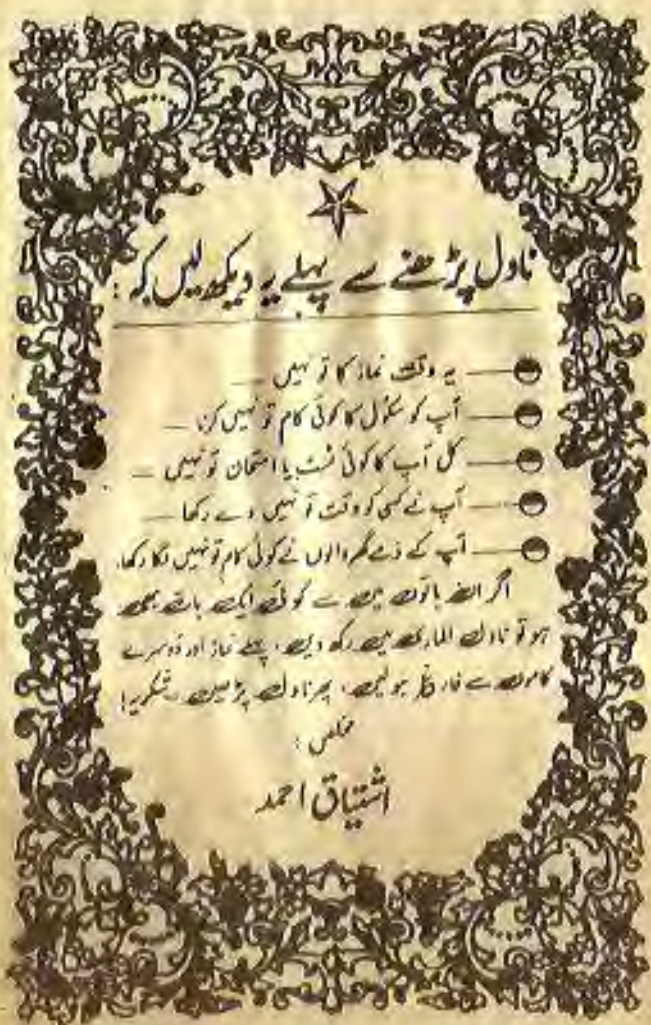 ناول پڑھنے سے پہلے یہ دیکھ لیں کہ :
یہ وقت نماز کا تو نہیں ۔۔۔
آپ کو سکول کا کوئی کام تو نہیں کرنا ۔۔۔
کل آپ کا کوئی ٹسٹ یا امتحان تو نہیں ۔۔۔
آپ نے کسی کو وقت تو نہیں دے رکھا ۔۔۔
آپ کے ذمے گھر والوں نے کوئی کام تو نہیں لگا رکھا،
اگر ان باتوں میں سے کوئی ایک بات بھی
ہو تو ناول الماری میں رکھ دیں، پہلے نماز اور دوسرے
کاموں سے فارغ ہو لیں، پھر ناول پڑھیں۔ شکریہ!
مخلص :
اشتیاق احمد